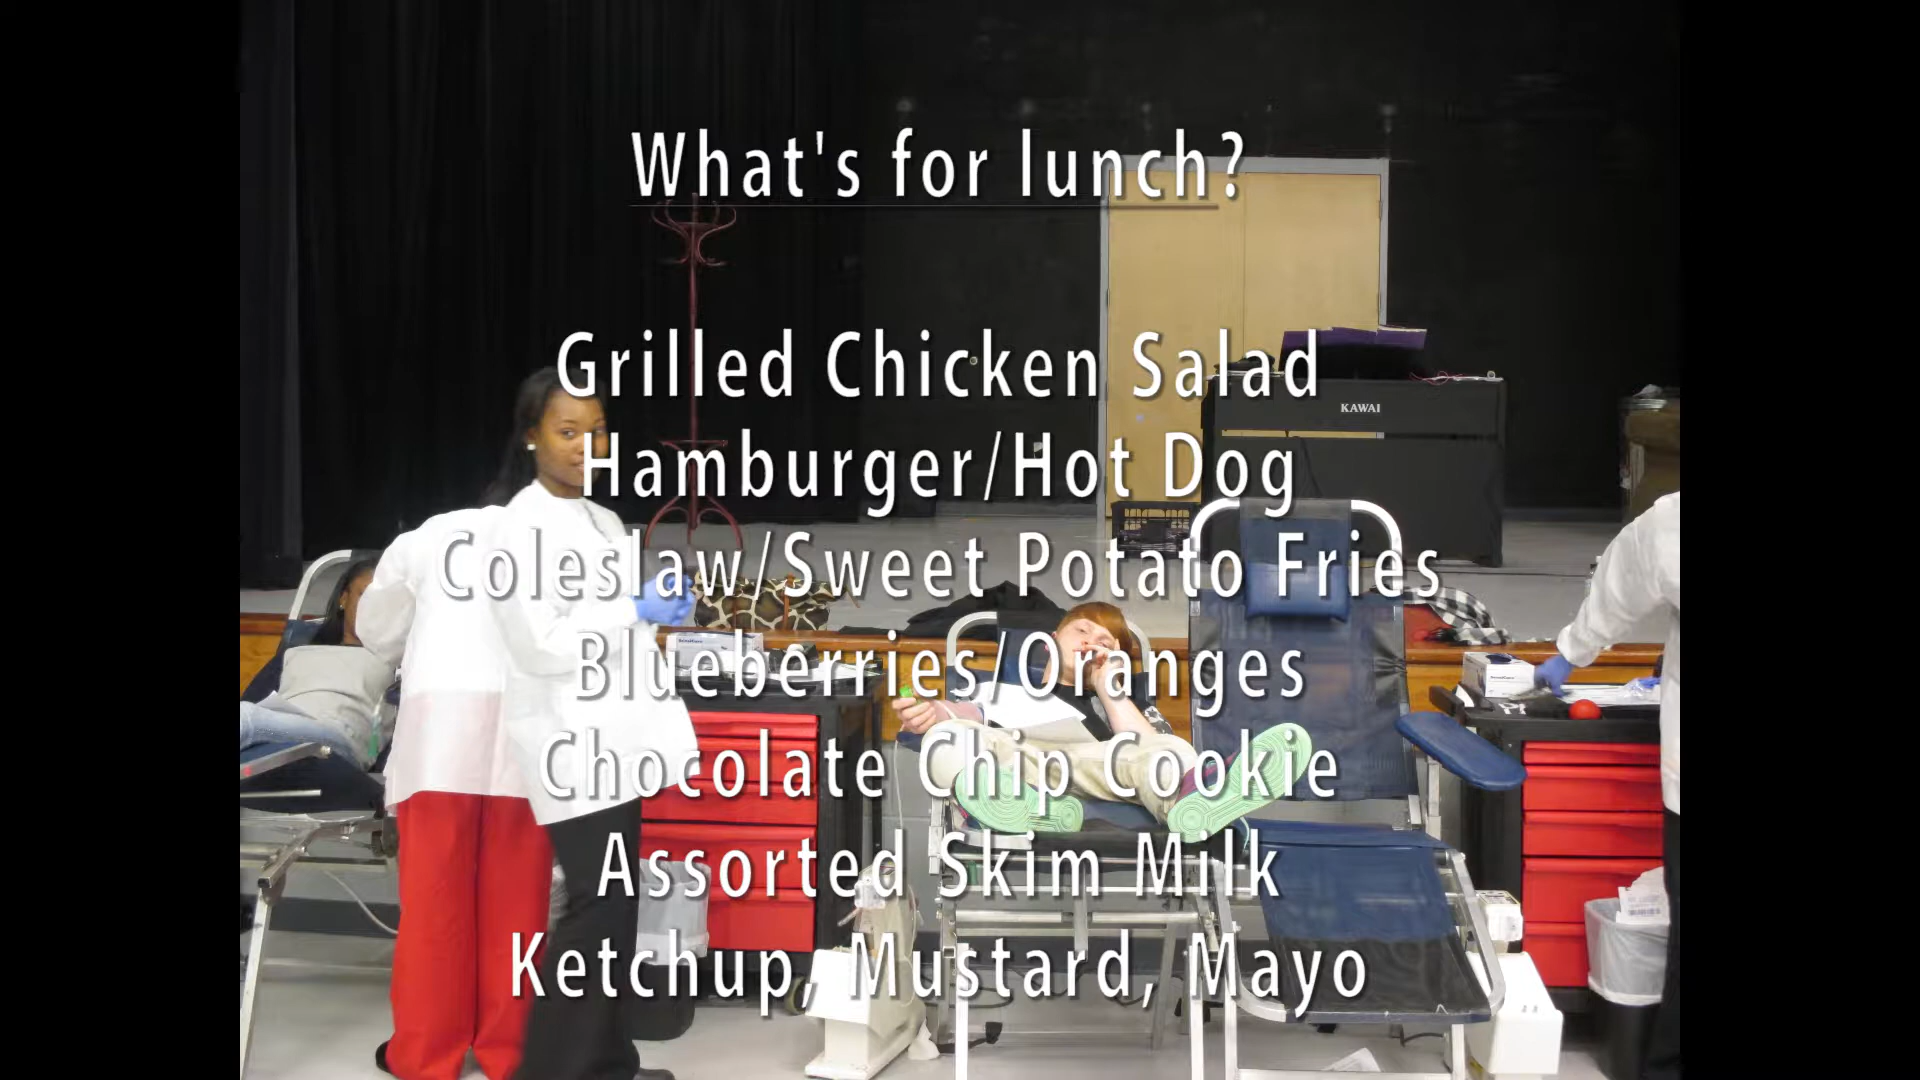 What's for lunch?
Grilled Chicken Salad
Hamburger/Hot Dog
Coleslaw/Sweet Potato Fries
Blueberries/Oranges
Chocolate Chip Cookie
Assorted Skim Milk
Ketchup, Mustard, Mayo
KAWAI